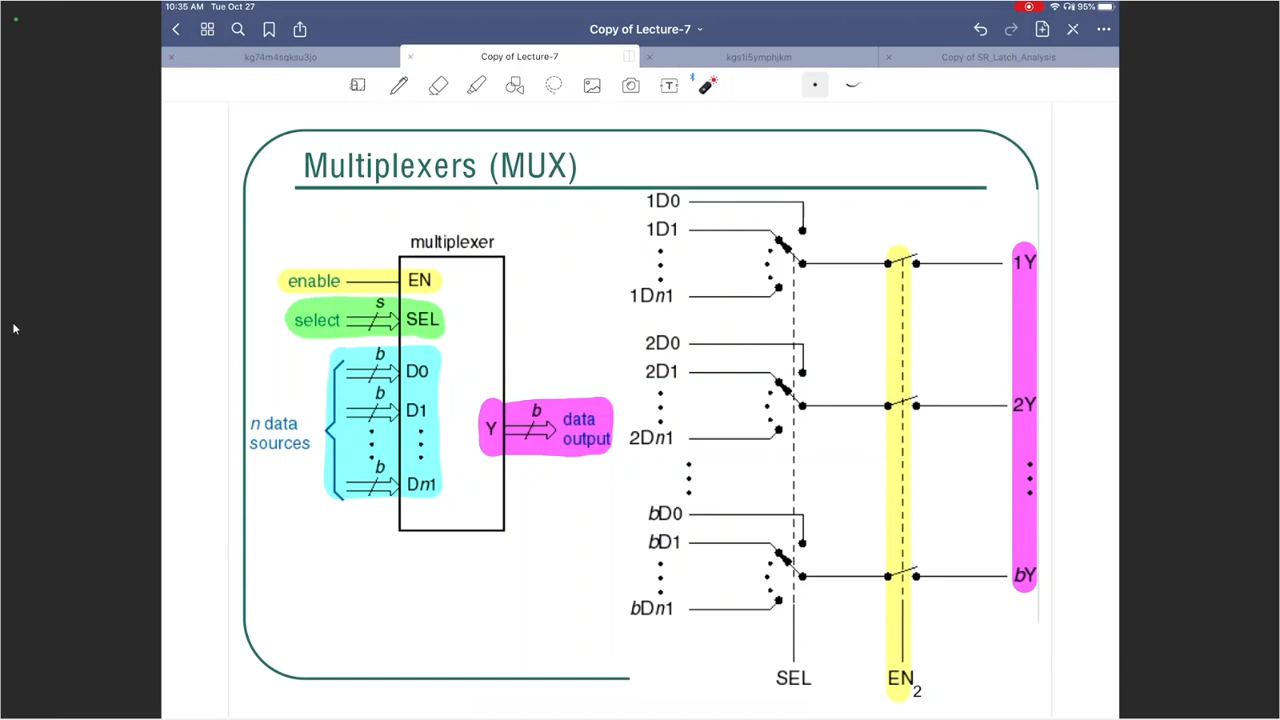 10:35 AM Tue Oct 27
95%
Copy of Lecture-7
kg74m4sqksu3jo
Copy of Lecture-7
kgs1i5ymphjkm
Copy of SR_Latch_Analysis
T
Multiplexers (MUX)
multiplexer
enable
EN
s
select
SEL
b
D0
b
D1
n data
sources
b
Dn1
Y
b
data
output
1D0
1D1
1Dn1
1Y
2D0
2D1
2Dn1
2Y
bD0
bD1
bDn1
bY
SEL
EN
2